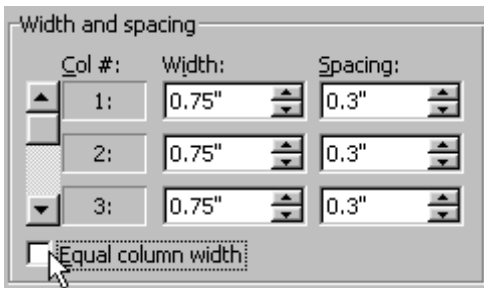 Width and spacing
Col #: Width: Spacing:
1: 0.75" 0.3"
2: 0.75" 0.3"
3: 0.75" 0.3"
Equal column width